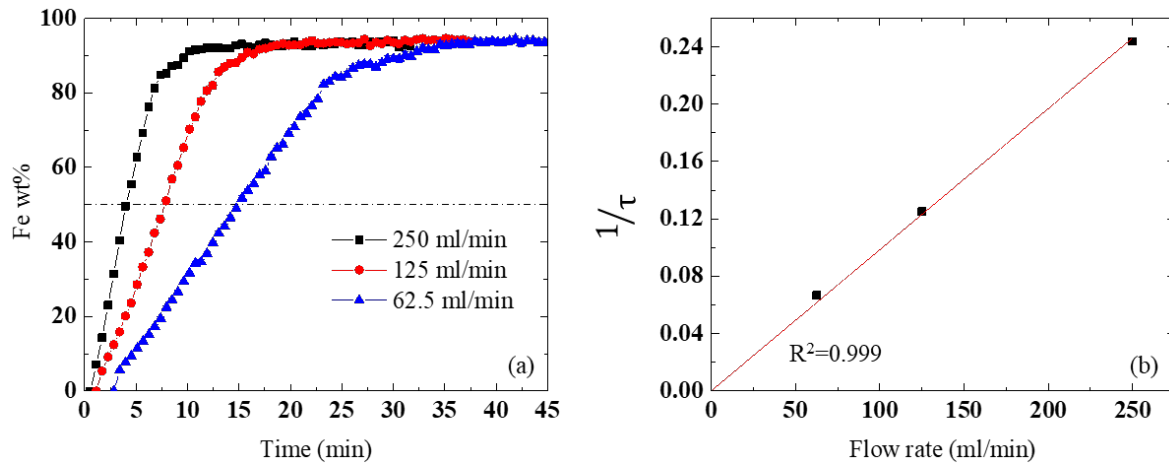 100
80
60
40
20
0
Fe wt%
0 5 10 15 20 25 30 35 40 45
Time (min)
250 ml/min
125 ml/min
62.5 ml/min
(a)
0.24
0.20
0.16
0.12
0.08
0.04
0.00
1/τ
0 50 100 150 200 250
Flow rate (ml/min)
R²=0.999
(b)